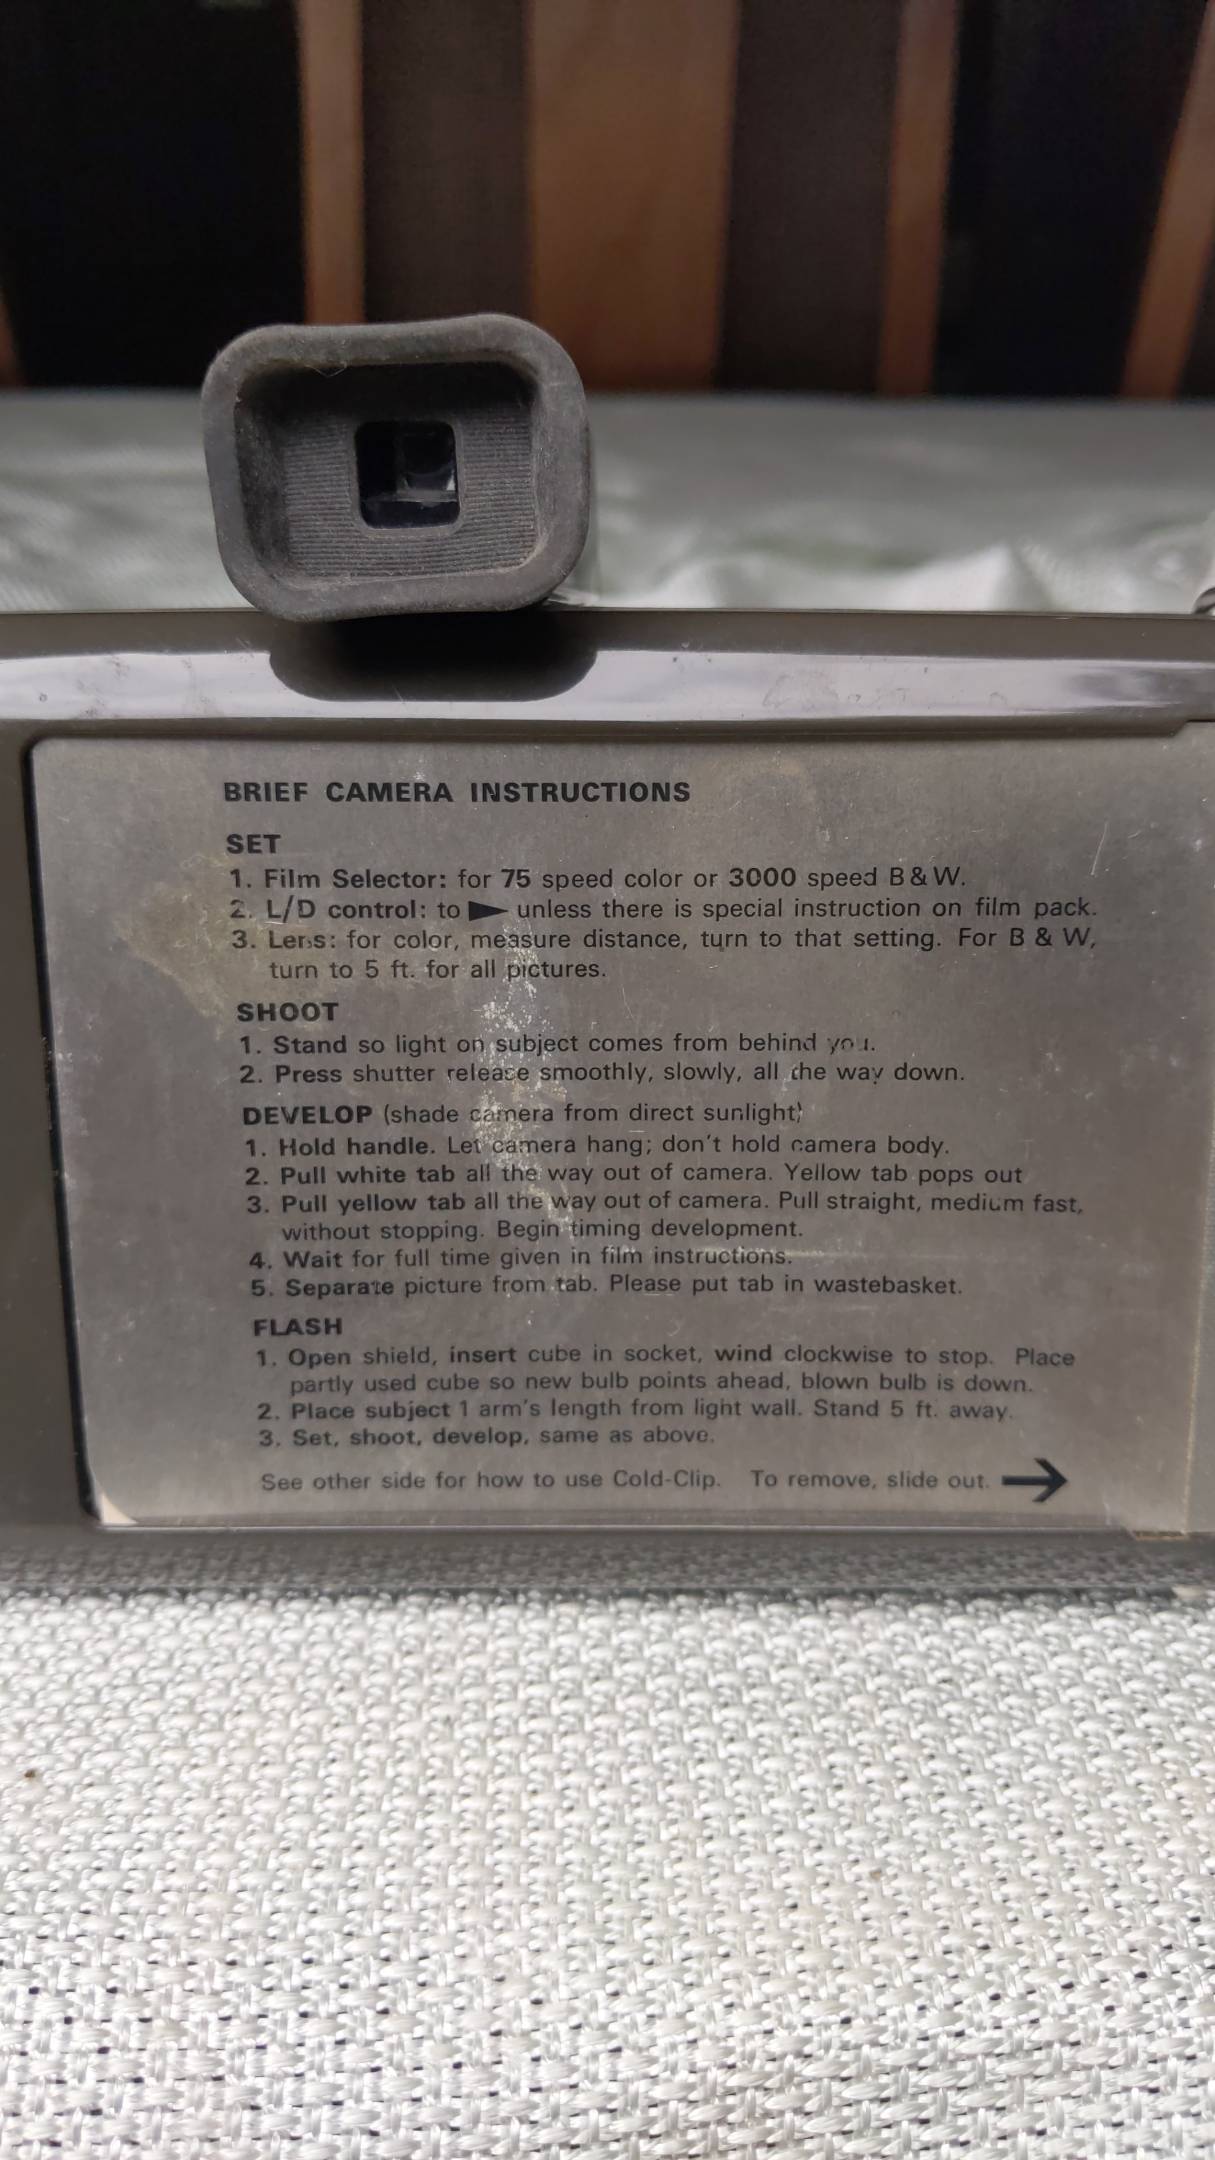 BRIEF CAMERA INSTRUCTIONS
SET
1. Film Selector: for 75 speed color or 3000 speed B & W.
2. L/D control: to ► unless there is special instruction on film pack.
3. Lens: for color, measure distance, turn to that setting. For B & W,
turn to 5 ft. for all pictures.
SHOOT
1. Stand so light on subject comes from behind you.
2. Press shutter release smoothly, slowly, all the way down.
DEVELOP (shade camera from direct sunlight)
1. Hold handle. Let camera hang; don't hold camera body.
2. Pull white tab all the way out of camera. Yellow tab pops out
3. Pull yellow tab all the way out of camera. Pull straight, medium fast,
without stopping. Begin timing development.
4. Wait for full time given in film instructions.
5. Separate picture from tab. Please put tab in wastebasket.
FLASH
1. Open shield, insert cube in socket, wind clockwise to stop. Place
partly used cube so new bulb points ahead, blown bulb is down.
2. Place subject 1 arm's length from light wall. Stand 5 ft. away.
3. Set, shoot, develop, same as above.
See other side for how to use Cold-Clip. To remove, slide out. →